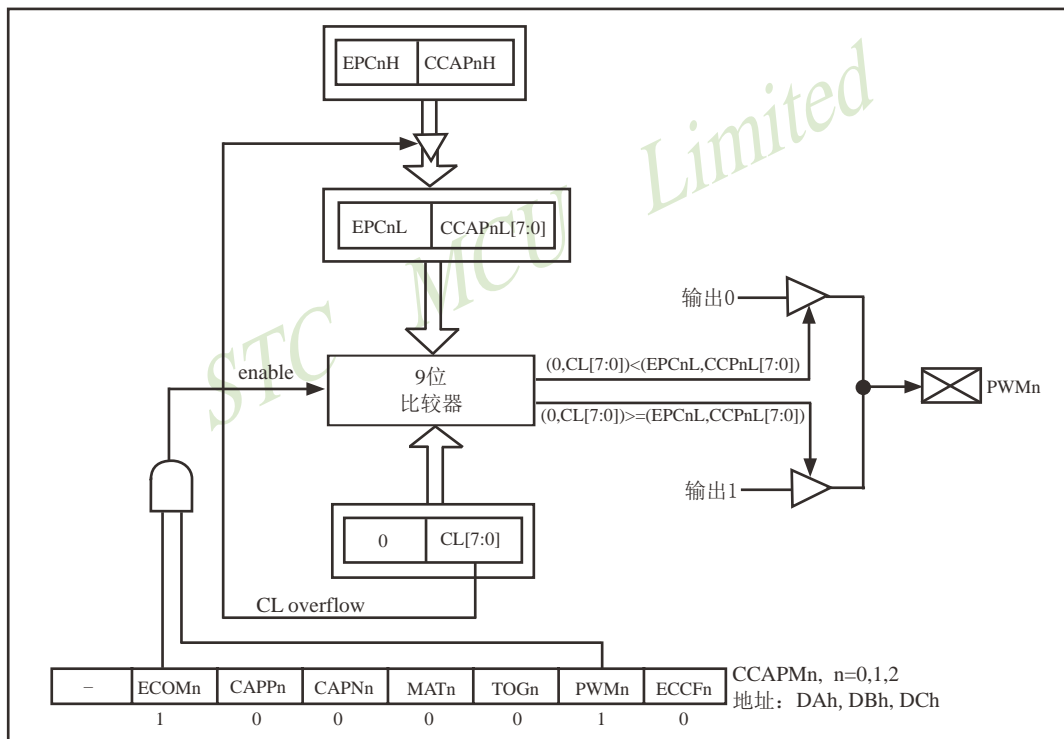 EPCnH CCAPnH
EPCnL CCAPnL[7:0]
STC MCU Limited
输出0
(0,CL[7:0])<(EPCnL,CCPnL[7:0])
enable
9位
比较器
PWMn
(0,CL[7:0])>=(EPCnL,CCPnL[7:0])
输出1
0 CL[7:0]
CL overflow
– ECOMn CAPPn CAPNn MATn TOGn PWMn ECCFn
CCAPMn, n=0,1,2
地址：DAh, DBh, DCh
1 0 0 0 0 1 0